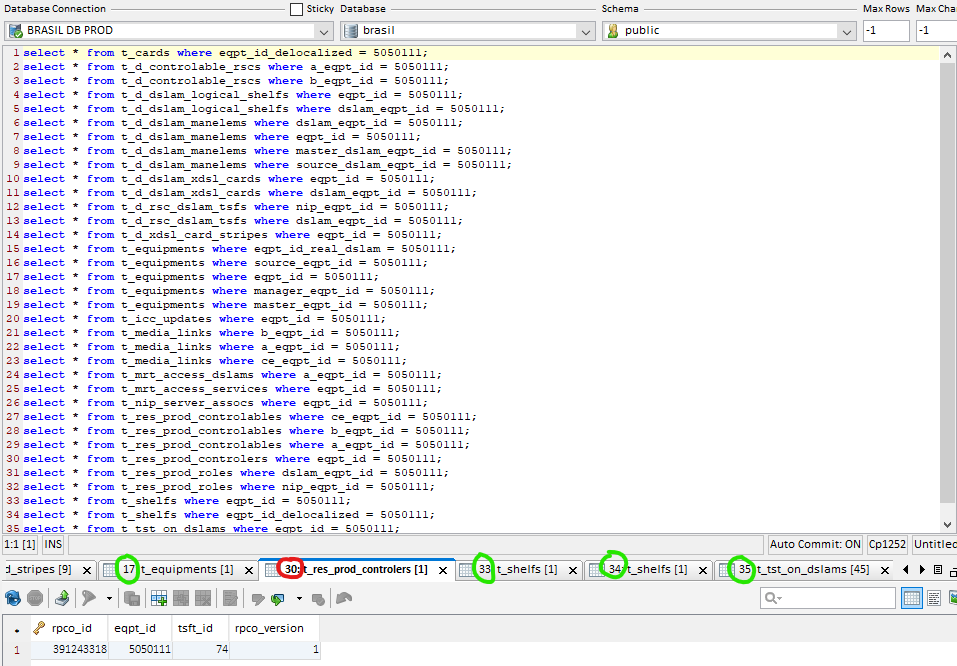 Database Connection Sticky Database Schema Max Rows Max Cha
BRASIL DB PROD brasil public -1 -1
1 select * from t_cards where eqpt_id_delocalized = 5050111;
2 select * from t_d_controlable_rscs where a_eqpt_id = 5050111;
3 select * from t_d_controlable_rscs where b_eqpt_id = 5050111;
4 select * from t_d_dslam_logical_shelfs where eqpt_id = 5050111;
5 select * from t_d_dslam_logical_shelfs where dslam_eqpt_id = 5050111;
6 select * from t_d_dslam_manelems where dslam_eqpt_id = 5050111;
7 select * from t_d_dslam_manelems where eqpt_id = 5050111;
8 select * from t_d_dslam_manelems where master_dslam_eqpt_id = 5050111;
9 select * from t_d_dslam_manelems where source_dslam_eqpt_id = 5050111;
10 select * from t_d_dslam_xdsl_cards where eqpt_id = 5050111;
11 select * from t_d_dslam_xdsl_cards where dslam_eqpt_id = 5050111;
12 select * from t_d_rsc_dslam_tsfs where nip_eqpt_id = 5050111;
13 select * from t_d_rsc_dslam_tsfs where dslam_eqpt_id = 5050111;
14 select * from t_d_xdsl_card_stripes where eqpt_id = 5050111;
15 select * from t_equipments where eqpt_id_real_dslam = 5050111;
16 select * from t_equipments where source_eqpt_id = 5050111;
17 select * from t_equipments where eqpt_id = 5050111;
18 select * from t_equipments where manager_eqpt_id = 5050111;
19 select * from t_equipments where master_eqpt_id = 5050111;
20 select * from t_icc_updates where eqpt_id = 5050111;
21 select * from t_media_links where b_eqpt_id = 5050111;
22 select * from t_media_links where a_eqpt_id = 5050111;
23 select * from t_media_links where ce_eqpt_id = 5050111;
24 select * from t_mrt_access_dslams where a_eqpt_id = 5050111;
25 select * from t_mrt_access_services where eqpt_id = 5050111;
26 select * from t_nip_server_assocs where eqpt_id = 5050111;
27 select * from t_res_prod_controlables where ce_eqpt_id = 5050111;
28 select * from t_res_prod_controlables where b_eqpt_id = 5050111;
29 select * from t_res_prod_controlables where a_eqpt_id = 5050111;
30 select * from t_res_prod_controlers where eqpt_id = 5050111;
31 select * from t_res_prod_roles where dslam_eqpt_id = 5050111;
32 select * from t_res_prod_roles where nip_eqpt_id = 5050111;
33 select * from t_shelfs where eqpt_id = 5050111;
34 select * from t_shelfs where eqpt_id_delocalized = 5050111;
35 select * from t_tst_on_dslams where eqpt_id = 5050111;
1:1 [1] INS Auto Commit: ON Cp1252 Untitled
d_stripes [9] 17:t_equipments [1] 30:t_res_prod_controlers [1] 33:t_shelfs [1] 34:t_shelfs [1] 35:t_tst_on_dslams [45]
rpco_id eqpt_id tsft_id rpco_version
1 391243318 5050111 74 1